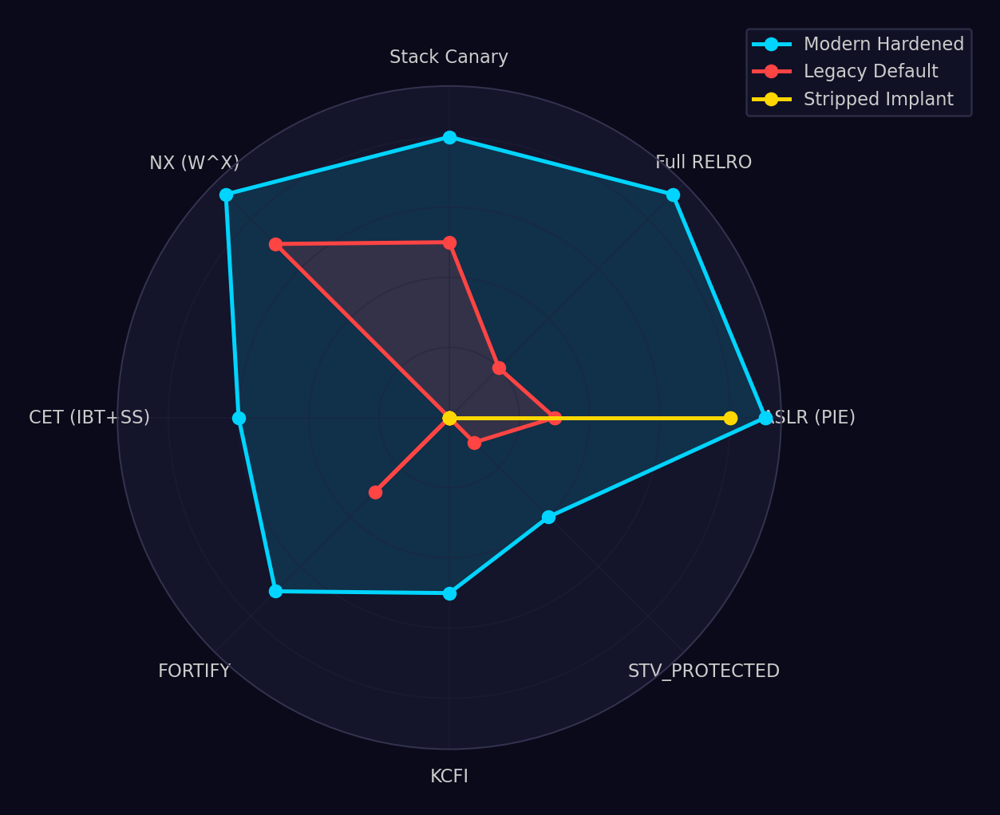 Modern Hardened
Legacy Default
Stripped Implant
Stack Canary
NX (W^X)
Full RELRO
CET (IBT+SS)
ASLR (PIE)
FORTIFY
STV_PROTECTED
KCFI